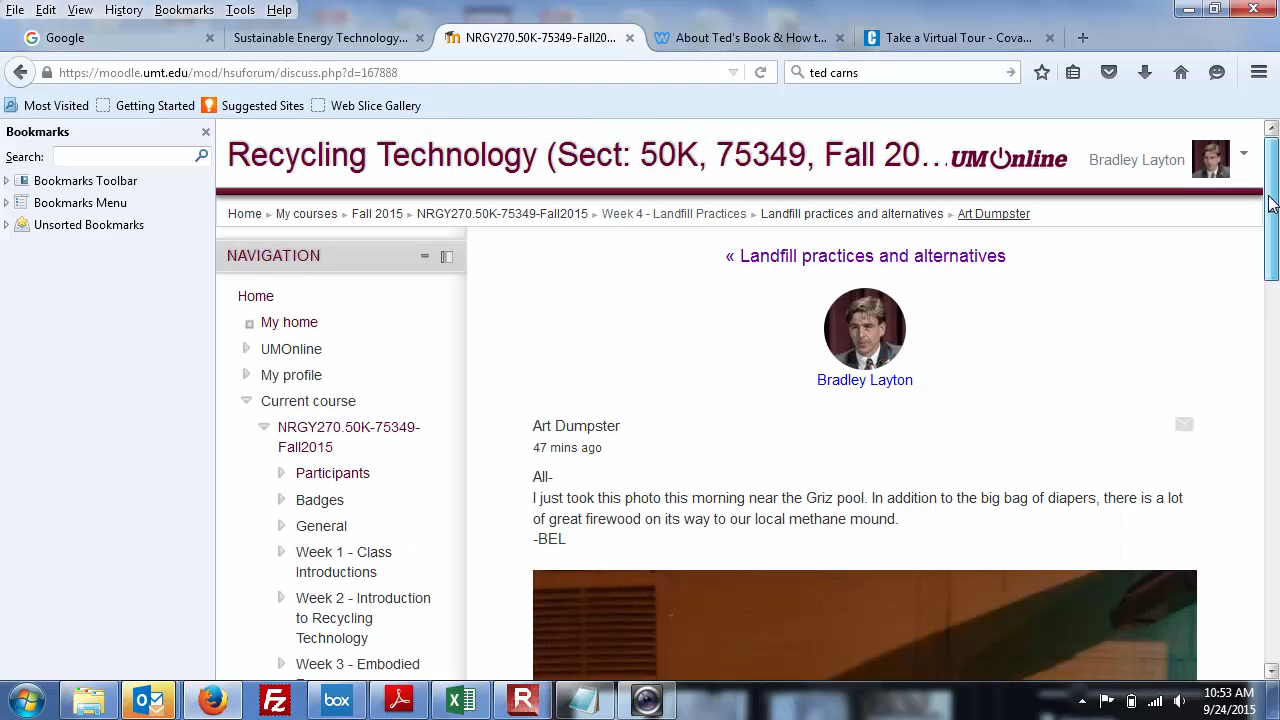 File Edit View History Bookmarks Tools Help
Google
Sustainable Energy Technology...
NRGY270.50K-75349-Fall20...
About Ted's Book & How t...
Take a Virtual Tour - Cova...
https://moodle.umt.edu/mod/hsuforum/discuss.php?d=167888
ted carns
Most Visited Getting Started Suggested Sites Web Slice Gallery
Bookmarks
Search:
Bookmarks Toolbar
Bookmarks Menu
Unsorted Bookmarks
Recycling Technology (Sect: 50K, 75349, Fall 20...
UMOnline
Bradley Layton
Home My courses Fall 2015 NRGY270.50K-75349-Fall2015 Week 4 - Landfill Practices Landfill practices and alternatives Art Dumpster
NAVIGATION
Home
My home
UMOnline
My profile
Current course
NRGY270.50K-75349-
Fall2015
Participants
Badges
General
Week 1 - Class
Introductions
Week 2 - Introduction
to Recycling
Technology
Week 3 - Embodied
« Landfill practices and alternatives
Bradley Layton
Art Dumpster
47 mins ago
All-
I just took this photo this morning near the Griz pool. In addition to the big bag of diapers, there is a lot
of great firewood on its way to our local methane mound.
-BEL
Fz
box
R
10:53 AM
9/24/2015